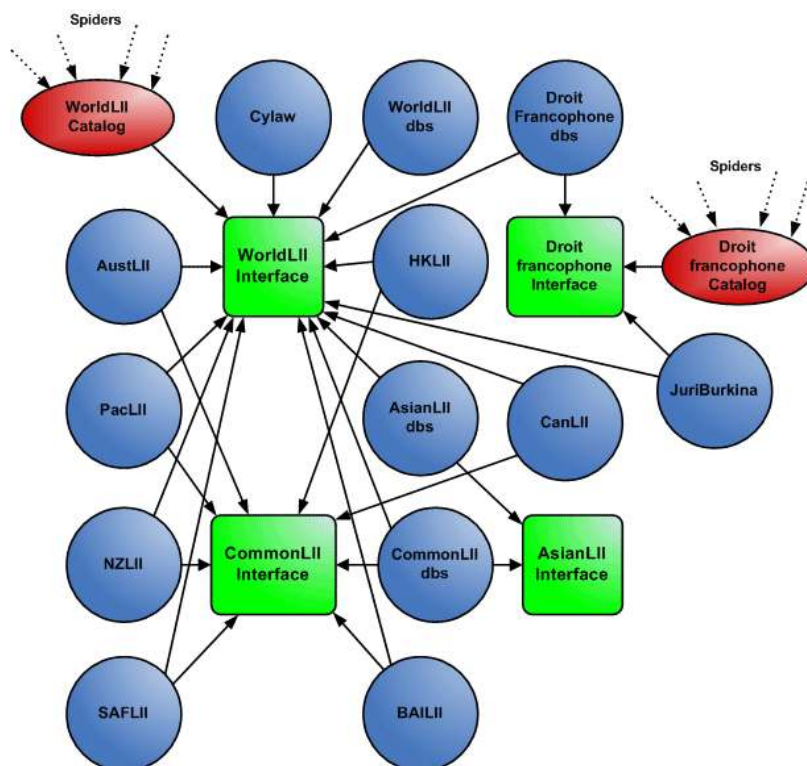 Spiders
WorldLII
Catalog
Cylaw
WorldLII
dbs
Droit
Francophone
dbs
Spiders
AustLII
WorldLII
Interface
HKLII
Droit
francophone
Interface
Droit
francophone
Catalog
PacLII
AsianLII
dbs
CanLII
JuriBurkina
NZLII
CommonLII
Interface
CommonLII
dbs
AsianLII
Interface
SAFLII
BAILII